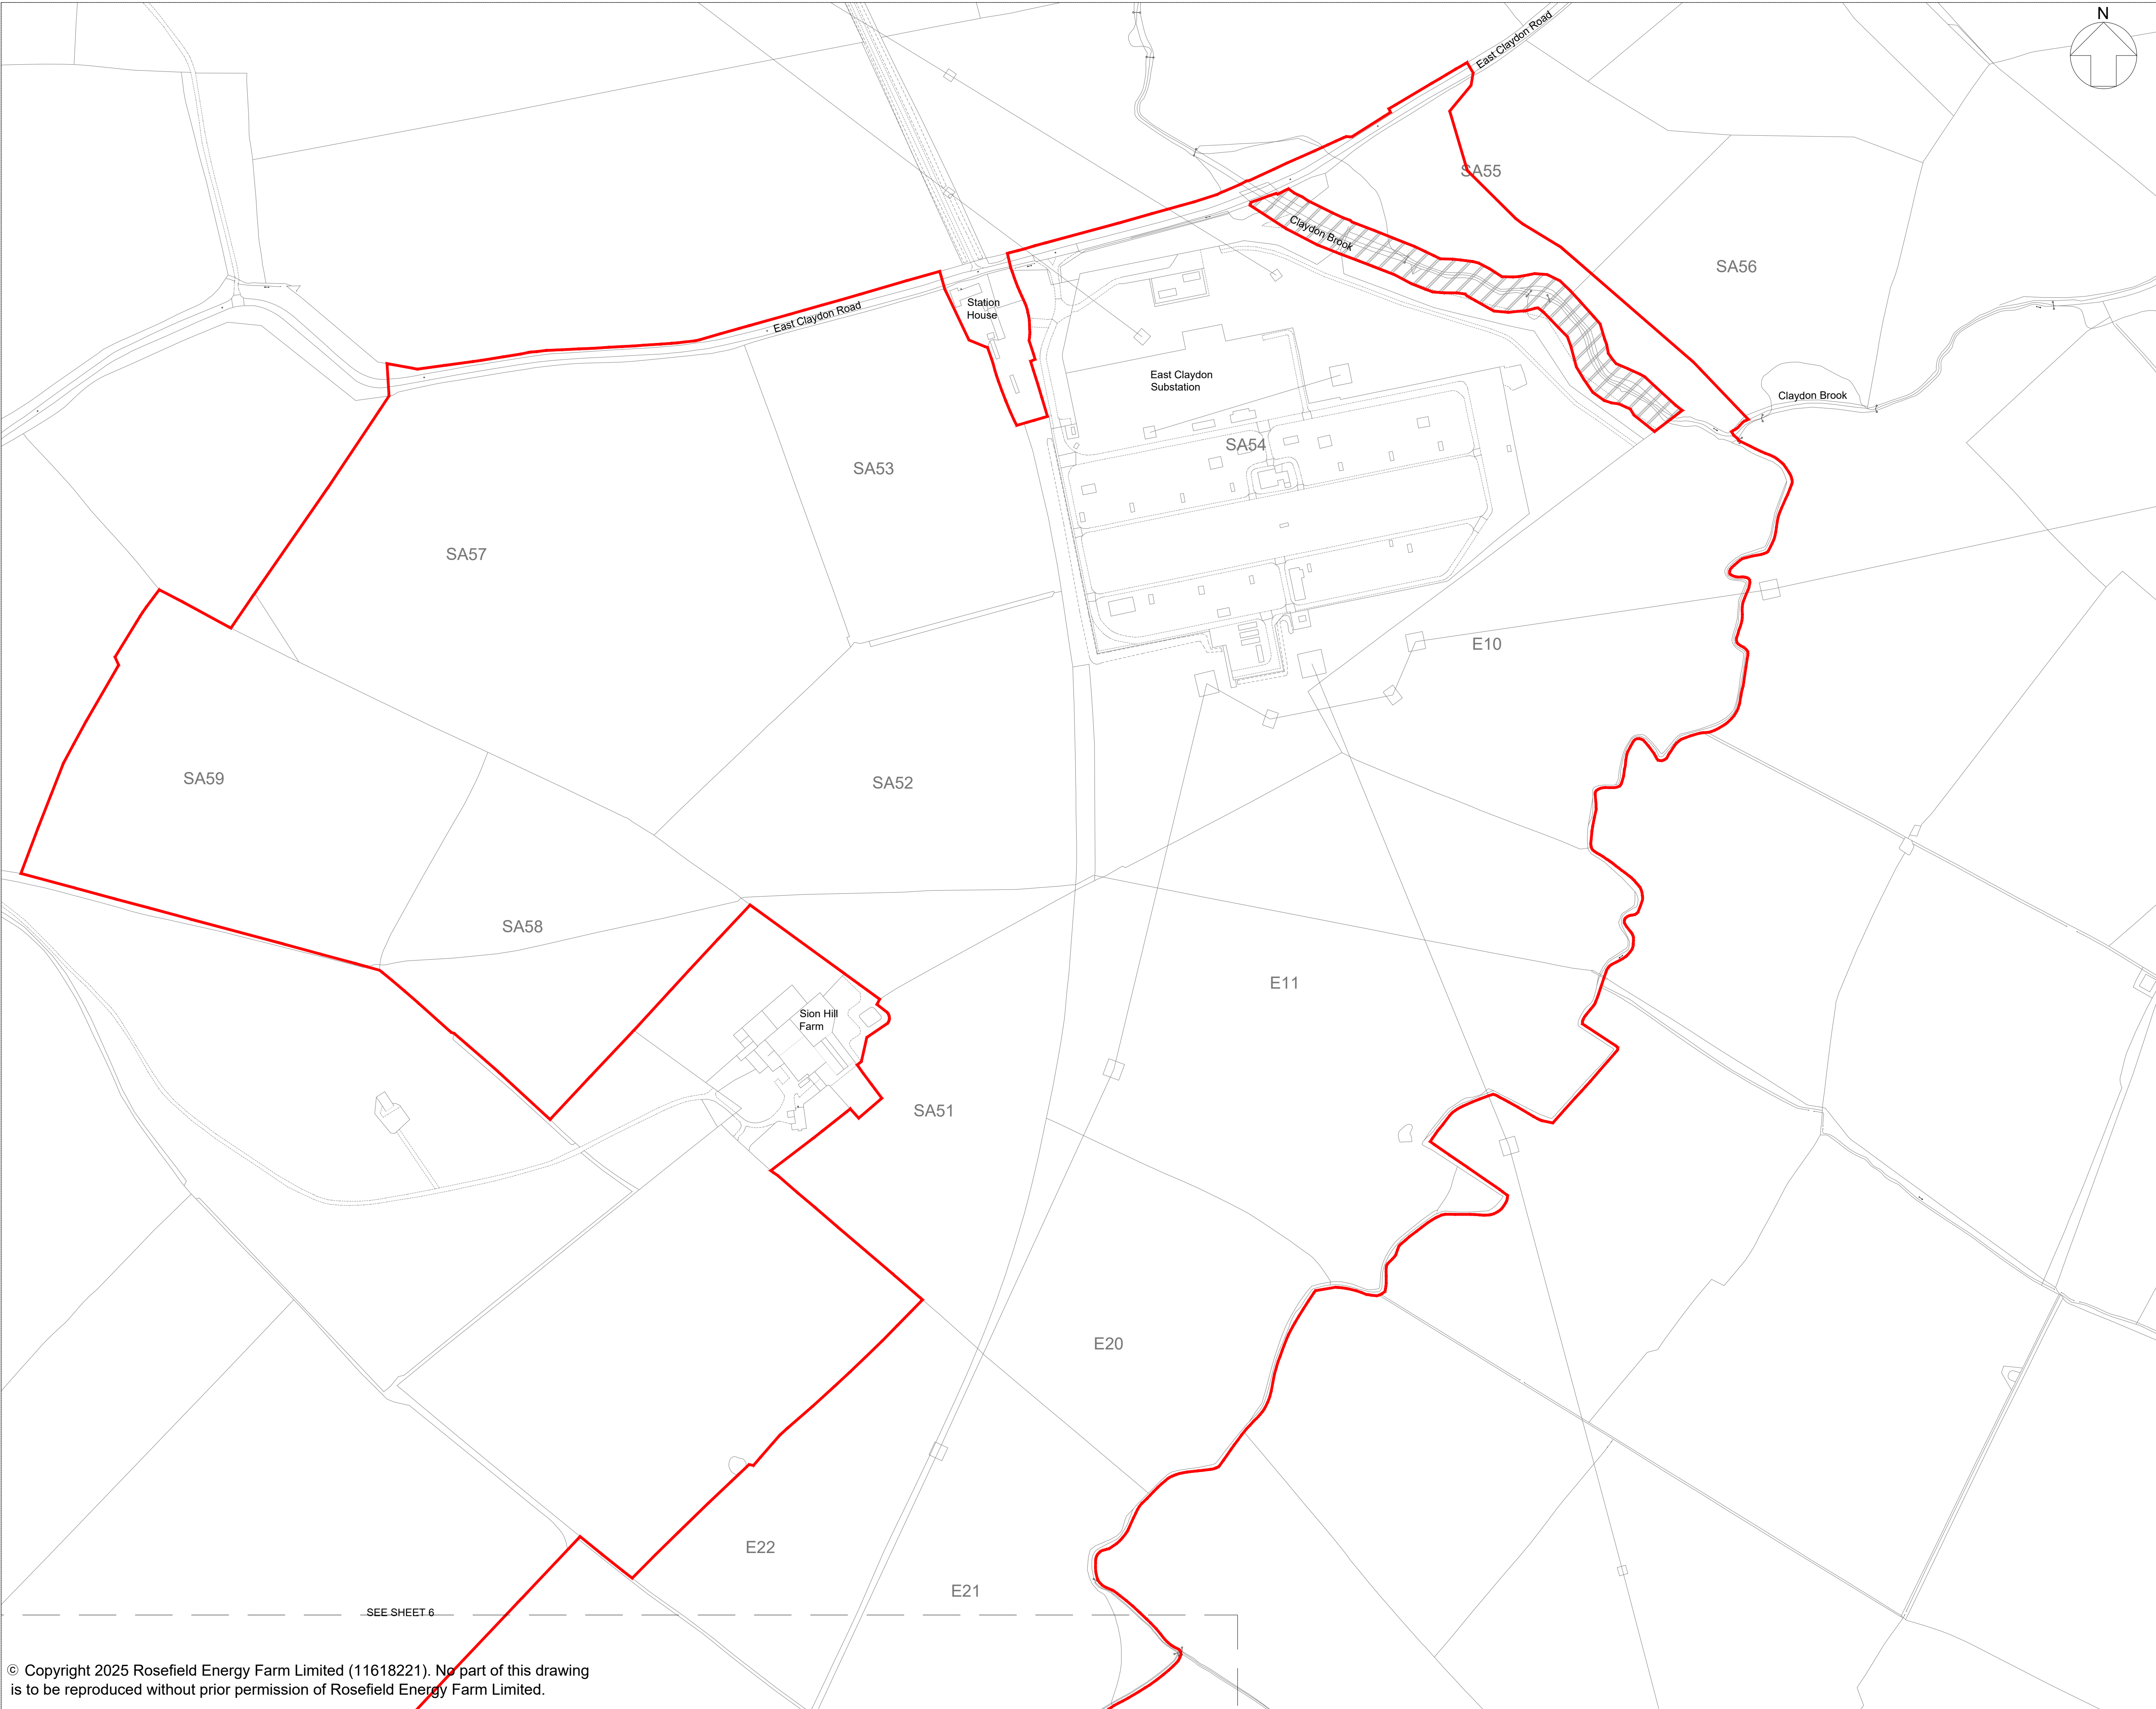 N
East Claydon Road
SA55
Claydon Brook
SA56
Station
House
East Claydon Road
East Claydon
Substation
Claydon Brook
SA54
SA53
SA57
E10
SA59
SA52
SA58
E11
Sion Hill
Farm
SA51
E20
E22
E21
SEE SHEET 6
© Copyright 2025 Rosefield Energy Farm Limited (11618221). No part of this drawing
is to be reproduced without prior permission of Rosefield Energy Farm Limited.